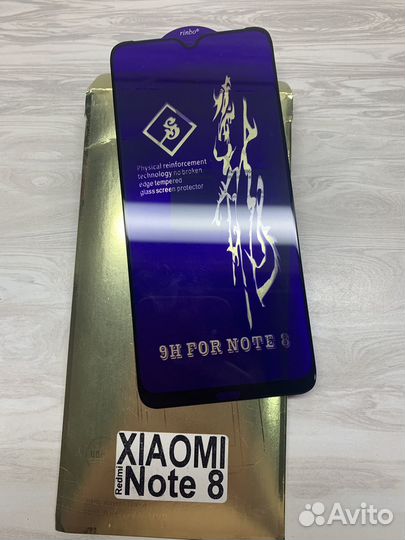 rinbo®
Physical reinforcement
technology no broken
edge tempered
glass screen protector
9H FOR NOTE 8
Redmi
XIAOMI
Note 8
Avito